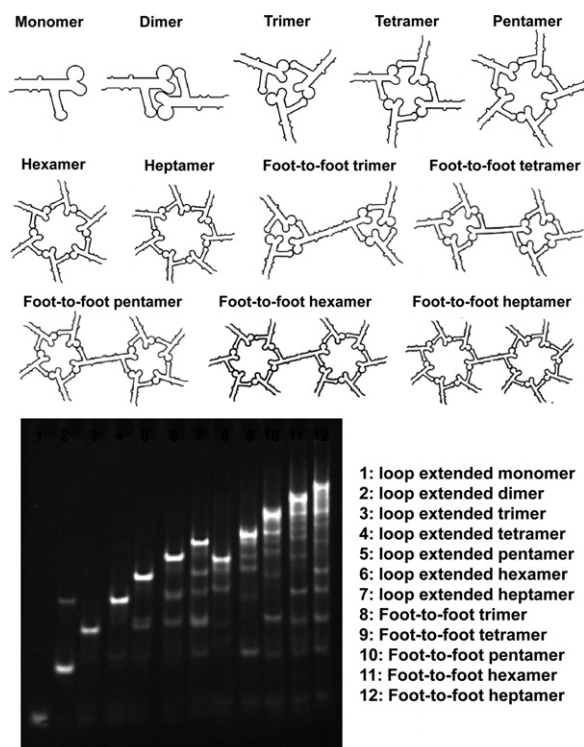 Monomer Dimer Trimer Tetramer Pentamer
Hexamer Heptamer Foot-to-foot trimer Foot-to-foot tetramer
Foot-to-foot pentamer Foot-to-foot hexamer Foot-to-foot heptamer
1 2 3 4 5 6 7 8 9 10 11 12
1: loop extended monomer
2: loop extended dimer
3: loop extended trimer
4: loop extended tetramer
5: loop extended pentamer
6: loop extended hexamer
7: loop extended heptamer
8: Foot-to-foot trimer
9: Foot-to-foot tetramer
10: Foot-to-foot pentamer
11: Foot-to-foot hexamer
12: Foot-to-foot heptamer